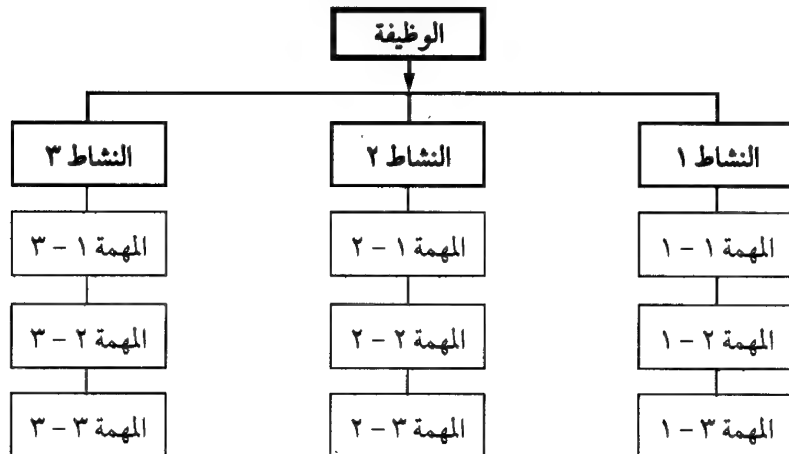 الوظيفة
النشاط ١
النشاط ٢
النشاط ٣
المهمة ١ – ١
المهمة ١ – ٢
المهمة ١ – ٣
المهمة ٢ – ١
المهمة ٢ – ٢
المهمة ٢ – ٣
المهمة ٣ – ١
المهمة ٣ – ٢
المهمة ٣ – ٣